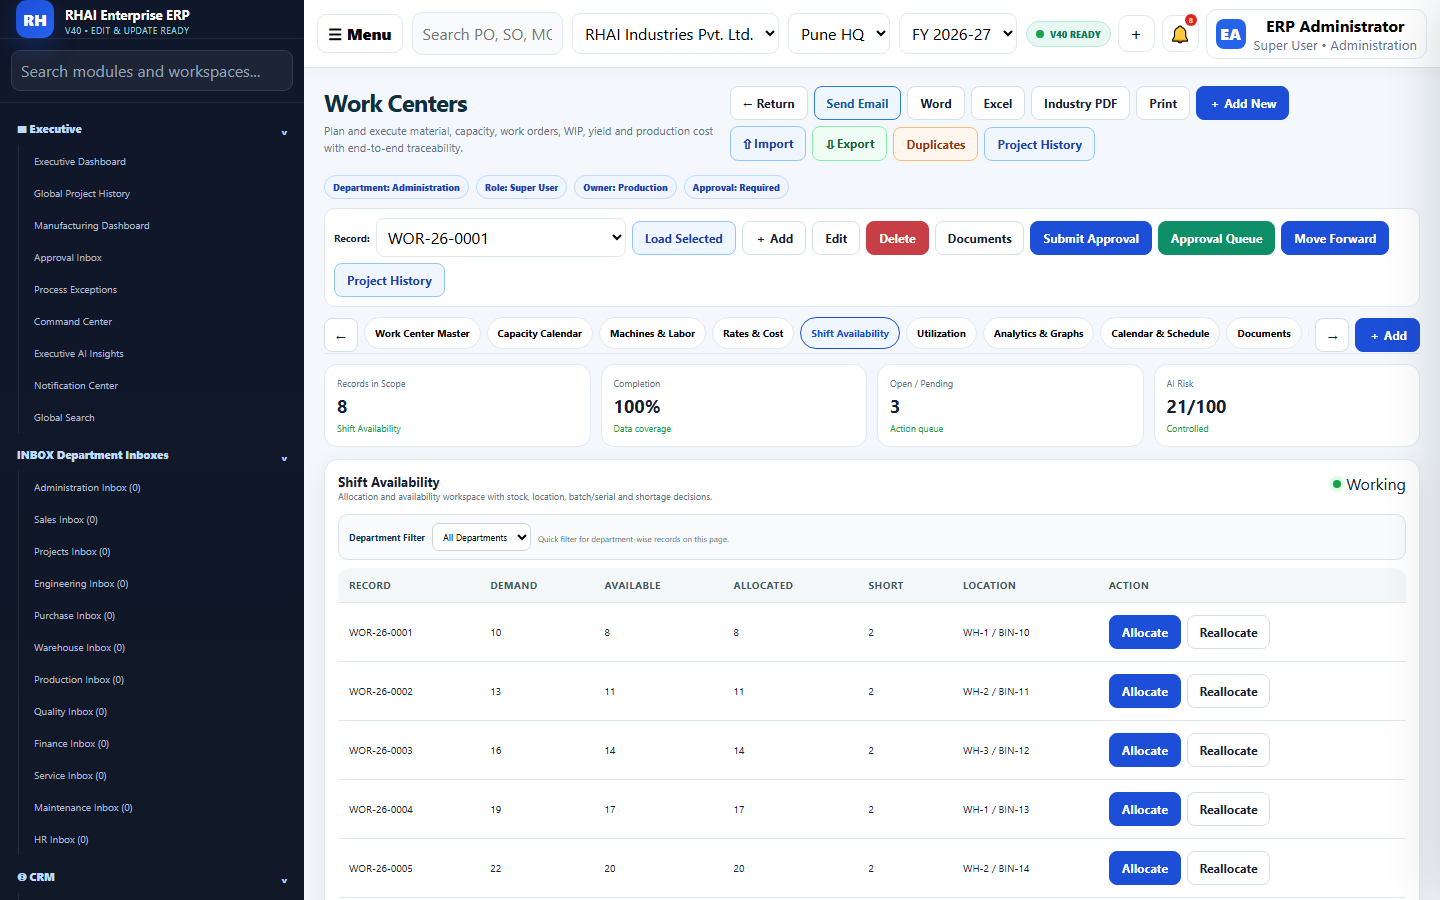 RH
RHAI Enterprise ERP
V40 • EDIT & UPDATE READY
Search modules and workspaces...
Executive
Executive Dashboard
Global Project History
Manufacturing Dashboard
Approval Inbox
Process Exceptions
Command Center
Executive AI Insights
Notification Center
Global Search
INBOX Department Inboxes
Administration Inbox (0)
Sales Inbox (0)
Projects Inbox (0)
Engineering Inbox (0)
Purchase Inbox (0)
Warehouse Inbox (0)
Production Inbox (0)
Quality Inbox (0)
Finance Inbox (0)
Service Inbox (0)
Maintenance Inbox (0)
HR Inbox (0)
CRM
☰ Menu
Search PO, SO, MO
RHAI Industries Pvt. Ltd.
Pune HQ
FY 2026-27
V40 READY
+
8
EA
ERP Administrator
Super User • Administration
Work Centers
Plan and execute material, capacity, work orders, WIP, yield and production cost
with end-to-end traceability.
← Return
Send Email
Word
Excel
Industry PDF
Print
+ Add New
⇧ Import
⇩ Export
Duplicates
Project History
Department: Administration
Role: Super User
Owner: Production
Approval: Required
Record:
WOR-26-0001
Load Selected
+ Add
Edit
Delete
Documents
Submit Approval
Approval Queue
Move Forward
Project History
←
Work Center Master
Capacity Calendar
Machines & Labor
Rates & Cost
Shift Availability
Utilization
Analytics & Graphs
Calendar & Schedule
Documents
→
+ Add
Records in Scope
8
Shift Availability
Completion
100%
Data coverage
Open / Pending
3
Action queue
AI Risk
21/100
Controlled
Shift Availability
Allocation and availability workspace with stock, location, batch/serial and shortage decisions.
Working
Department Filter
All Departments
Quick filter for department-wise records on this page.
RECORD DEMAND AVAILABLE ALLOCATED SHORT LOCATION ACTION
WOR-26-0001 10 8 8 2 WH-1 / BIN-10 Allocate Reallocate
WOR-26-0002 13 11 11 2 WH-2 / BIN-11 Allocate Reallocate
WOR-26-0003 16 14 14 2 WH-3 / BIN-12 Allocate Reallocate
WOR-26-0004 19 17 17 2 WH-1 / BIN-13 Allocate Reallocate
WOR-26-0005 22 20 20 2 WH-2 / BIN-14 Allocate Reallocate